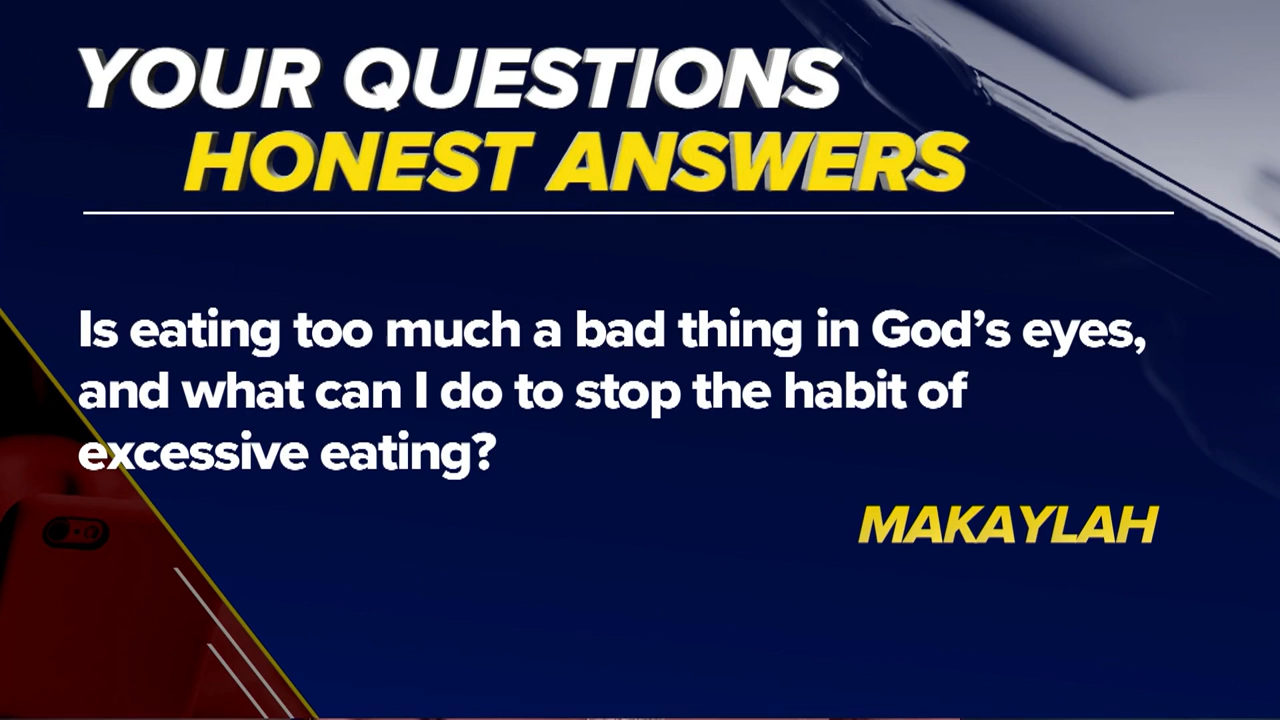 YOUR QUESTIONS
HONEST ANSWERS
Is eating too much a bad thing in God’s eyes,
and what can I do to stop the habit of
excessive eating?
MAKAYLAH